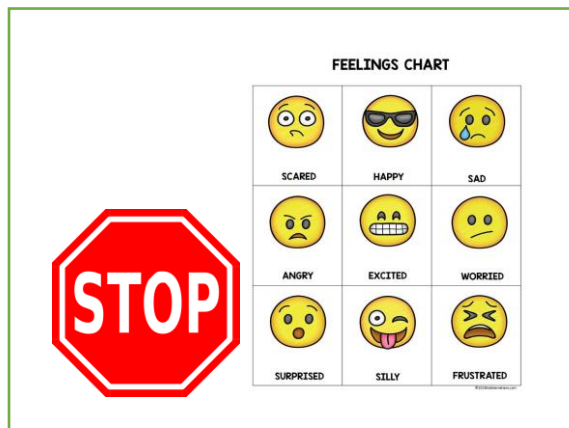 FEELINGS CHART
SCARED HAPPY SAD
ANGRY EXCITED WORRIED
STOP
SURPRISED SILLY FRUSTRATED